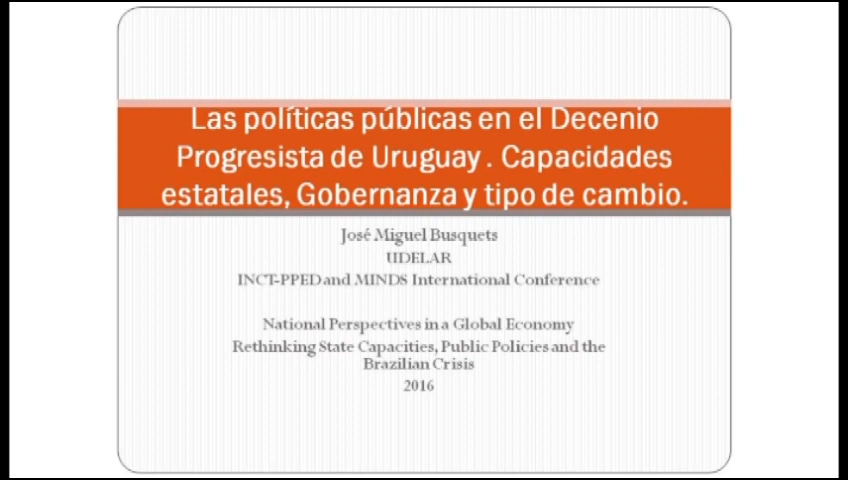 Las políticas públicas en el Decenio
Progresista de Uruguay . Capacidades
estatales, Gobernanza y tipo de cambio.
José Miguel Busquets
UDELAR
INCT-PPED and MINDS International Conference
National Perspectives in a Global Economy
Rethinking State Capacities, Public Policies and the
Brazilian Crisis
2016